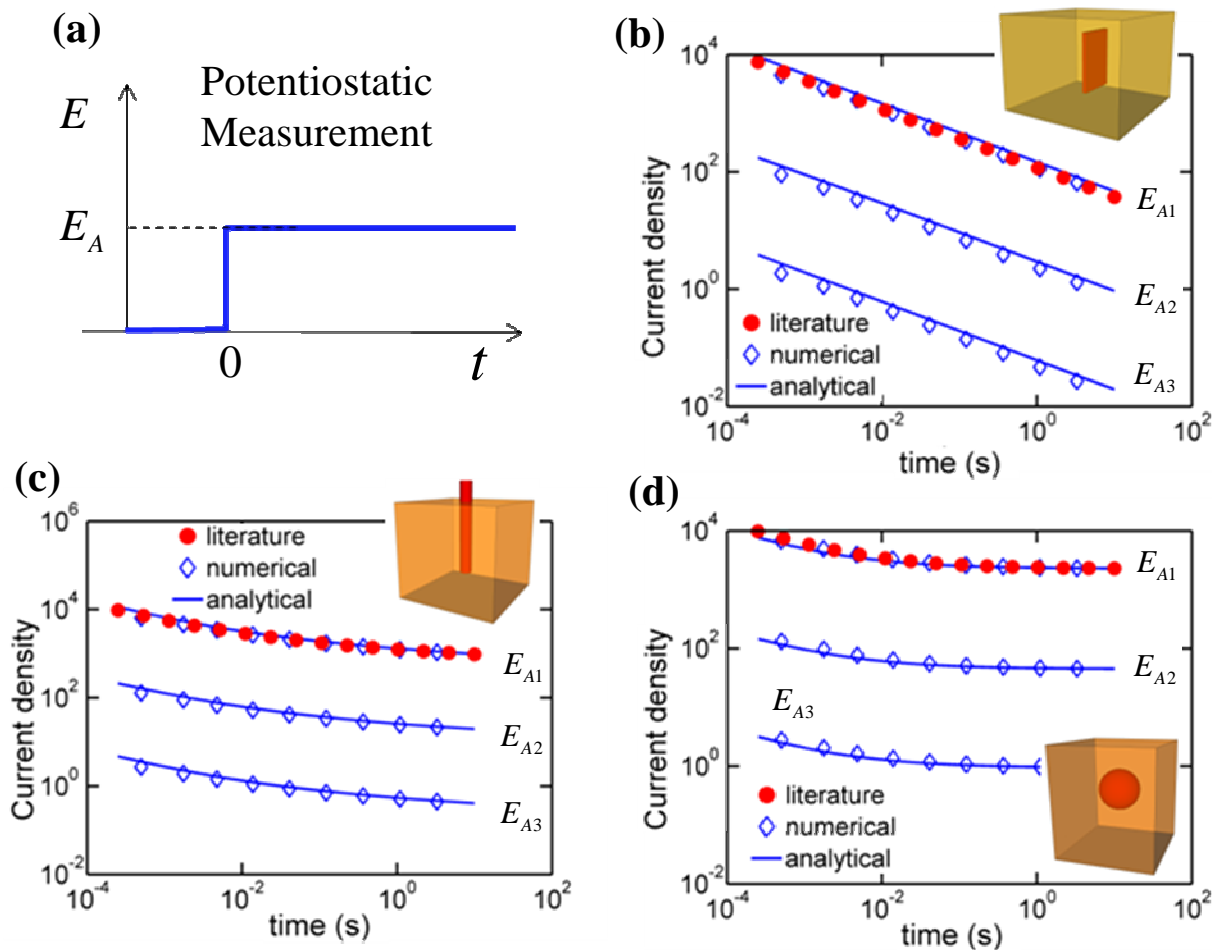 (a)
Potentiostatic
Measurement
E
E_A
0
t
(b)
10^4
10^2
10^0
10^-2
Current density
E_A1
E_A2
E_A3
literature
numerical
analytical
10^-4
10^-2
10^0
10^2
time (s)
(c)
10^6
10^4
10^2
10^0
10^-2
Current density
literature
numerical
analytical
E_A1
E_A2
E_A3
10^-4
10^-2
10^0
10^2
time (s)
(d)
10^4
10^2
10^0
10^-2
Current density
E_A1
E_A2
E_A3
literature
numerical
analytical
10^-4
10^-2
10^0
10^2
time (s)